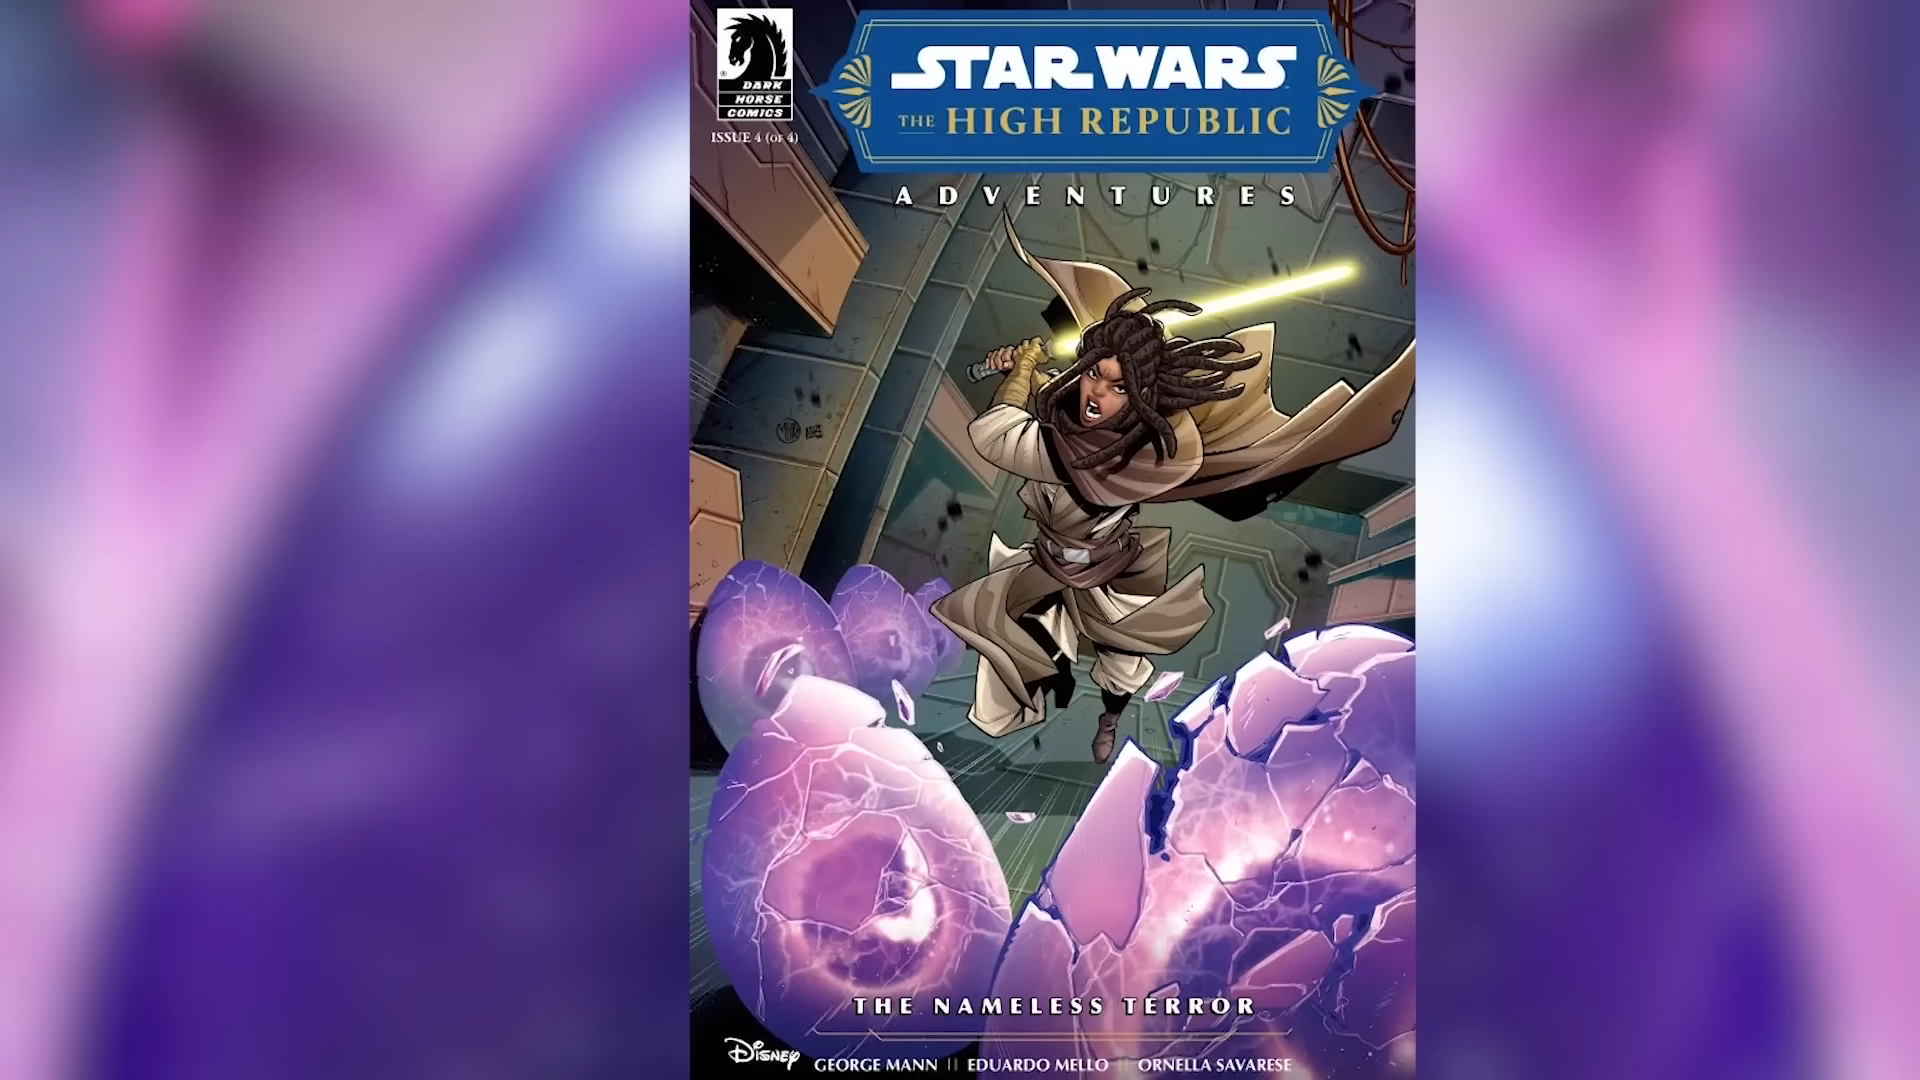 DARK
HORSE
COMICS
ISSUE 4 (OF 4)
STAR WARS
THE HIGH REPUBLIC
ADVENTURES
THE NAMELESS TERROR
Disney
GEORGE MANN || EDUARDO MELLO || ORNELLA SAVARESE